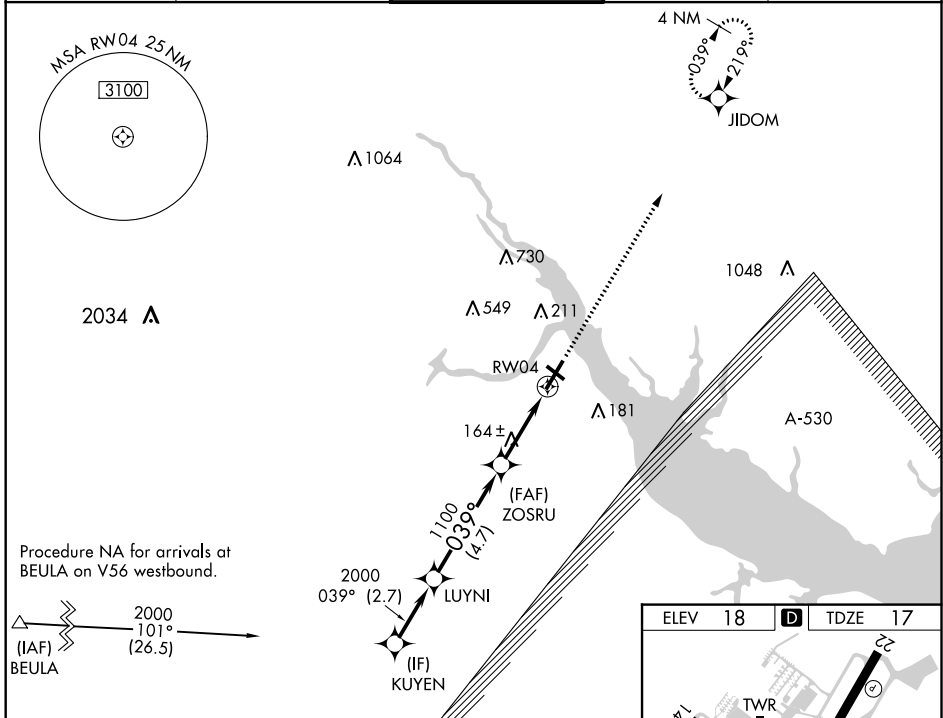 MSA RW04 25 NM
3100
4 NM
039°
219°
JIDOM
1064
730
1048
2034
549
211
RW04
181
A-530
164±
(FAF)
ZOSRU
1100
039°
(4.7)
Procedure NA for arrivals at
BEULA on V56 westbound.
2000
039° (2.7)
LUYNI
2000
101°
(26.5)
(IAF)
BEULA
(IF)
KUYEN
ELEV 18 D TDZE 17
22
P
TWR
14